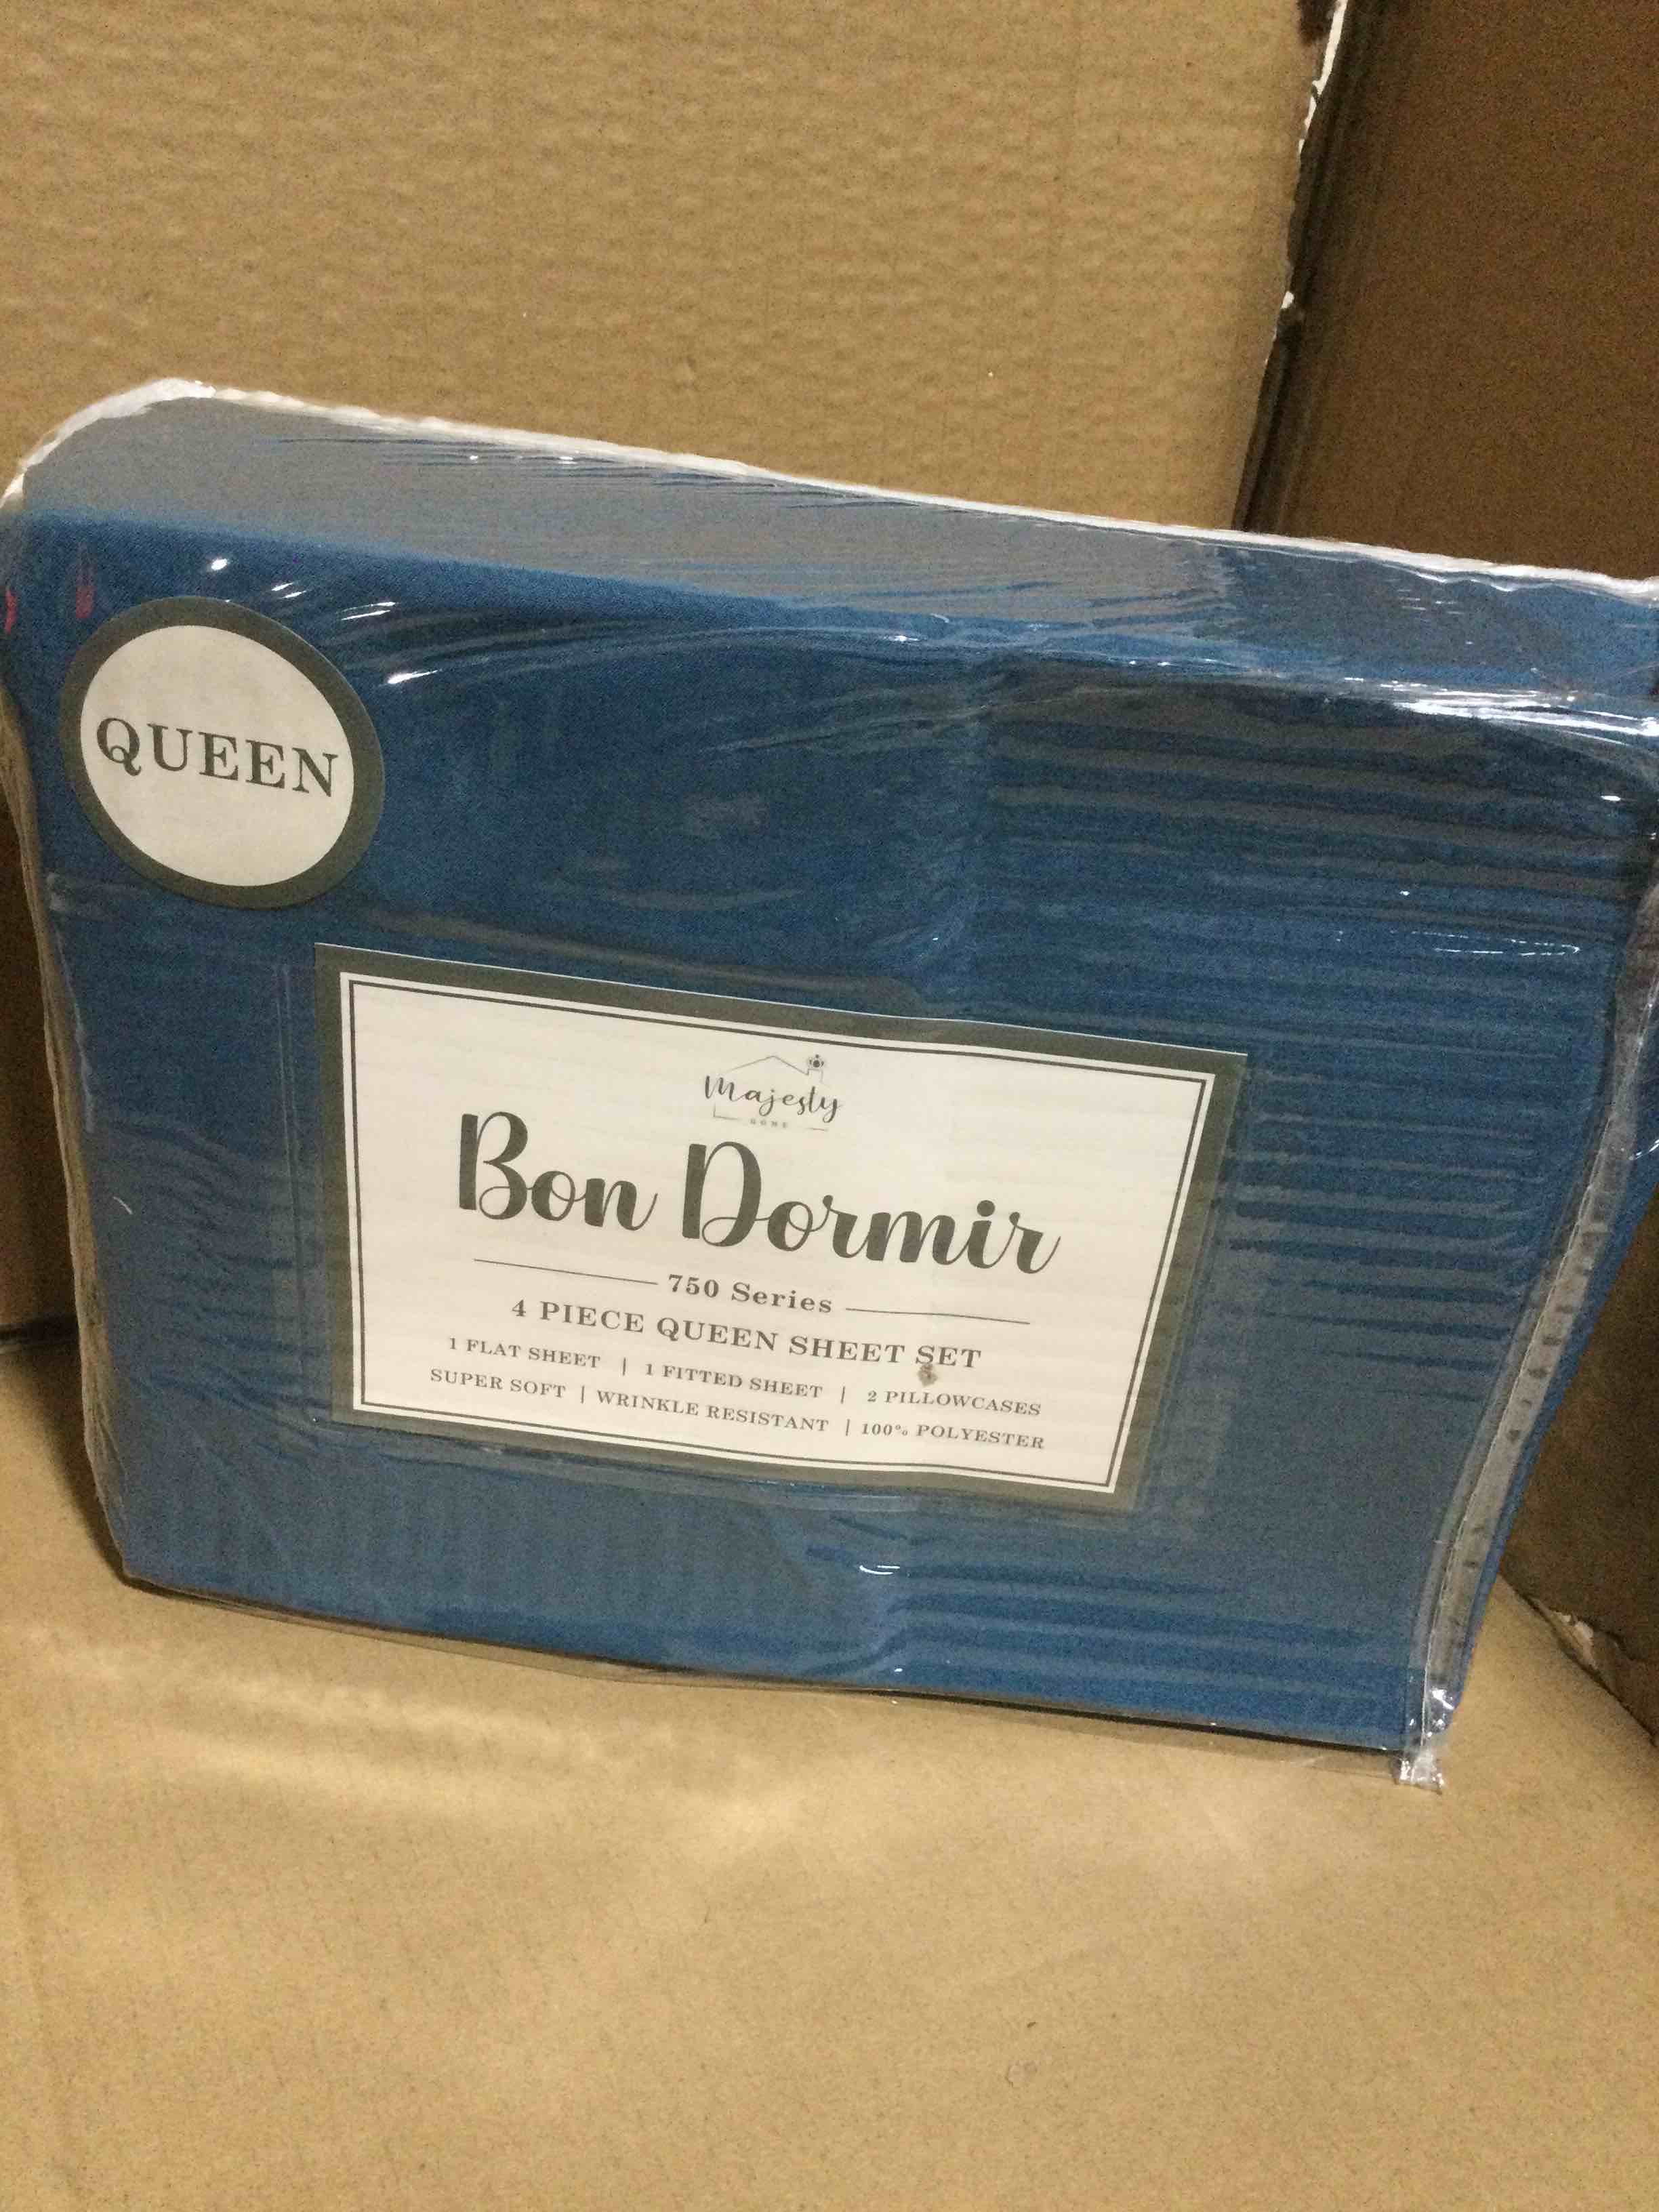 QUEEN
Majesty
HOME
Bon Dormir
750 Series
4 PIECE QUEEN SHEET SET
1 FLAT SHEET | 1 FITTED SHEET | 2 PILLOWCASES
SUPER SOFT | WRINKLE RESISTANT | 100% POLYESTER